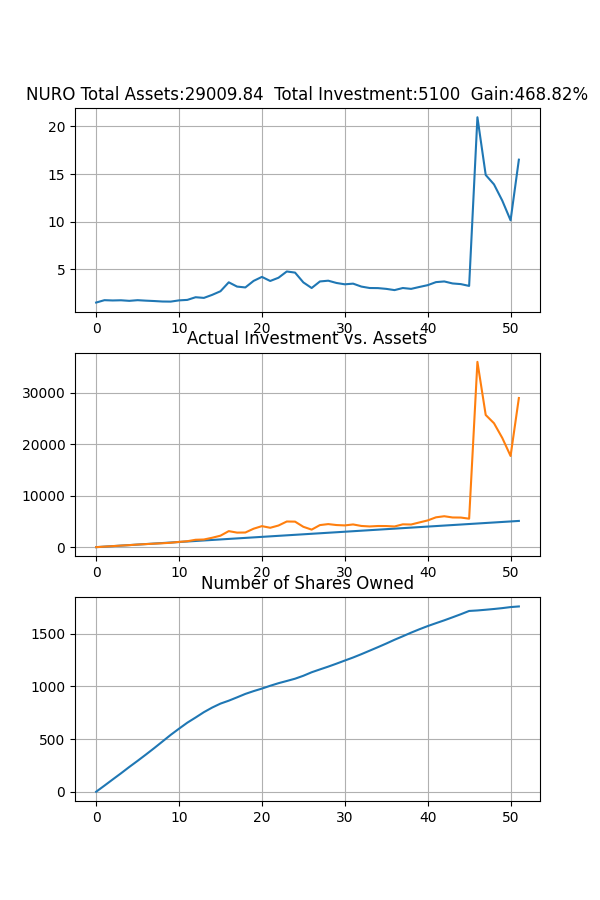 NURO Total Assets:29009.84  Total Investment:5100  Gain:468.82%
20
15
10
5
0 10 20 30 40 50
Actual Investment vs. Assets
30000
20000
10000
0
0 10 20 30 40 50
Number of Shares Owned
1500
1000
500
0
0 10 20 30 40 50